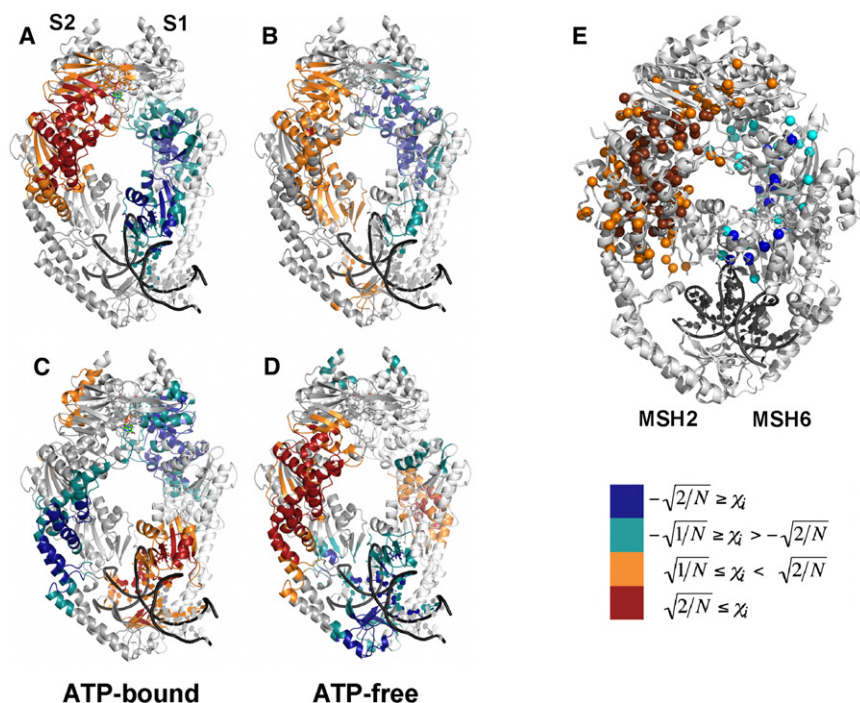 A S2 S1
B
E
C
D
MSH2 MSH6
−√2/N ≥ χi
−√1/N ≥ χi > −√2/N
√1/N ≤ χi < √2/N
√2/N ≤ χi
ATP-bound ATP-free